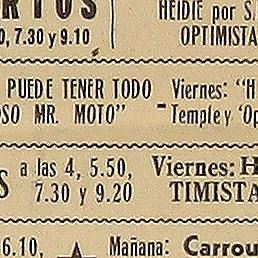 HEIDIE por
0, 7.30 y 9.10
OPTIMISTA
PUEDE TENER TODO
Viernes: "H
OSO MR. MOTO"
Temple y 'Op
a las 4, 5.50,
Viernes: H
7.30 y 9.20
TIMISTA
6.10,
Mañana: Carrou